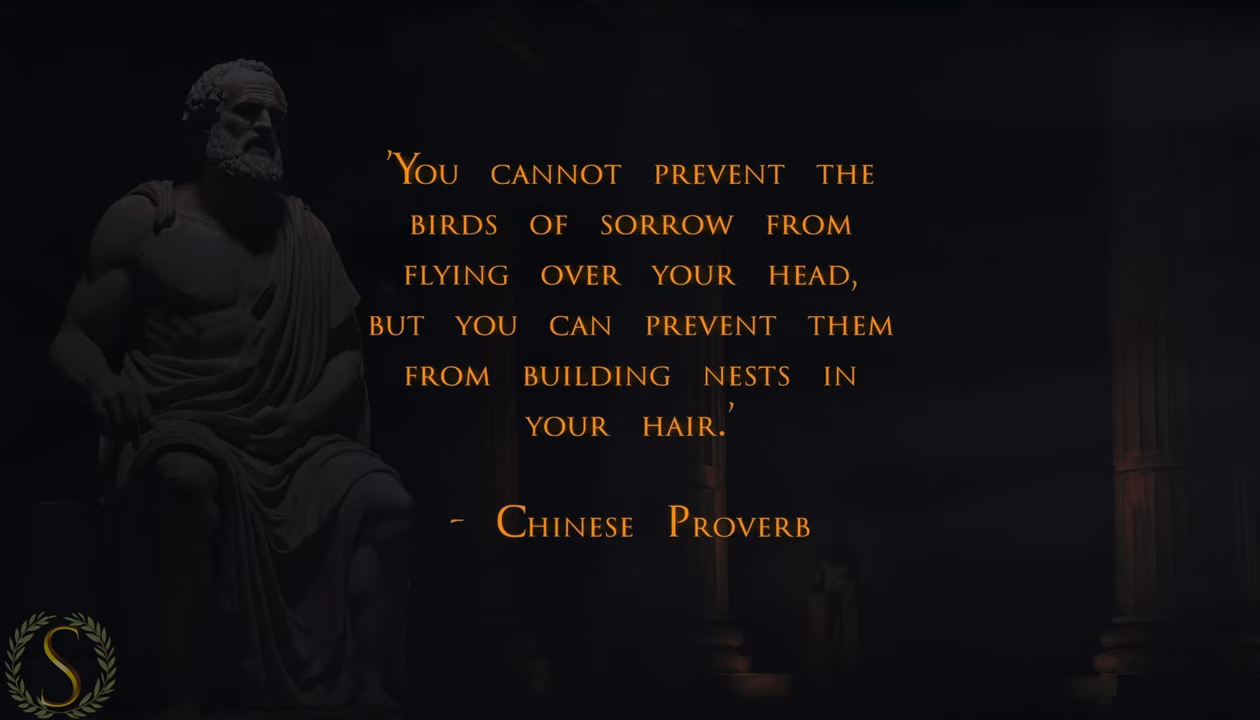 'You cannot prevent the
birds of sorrow from
flying over your head,
but you can prevent them
from building nests in
your hair.'
- Chinese Proverb
S